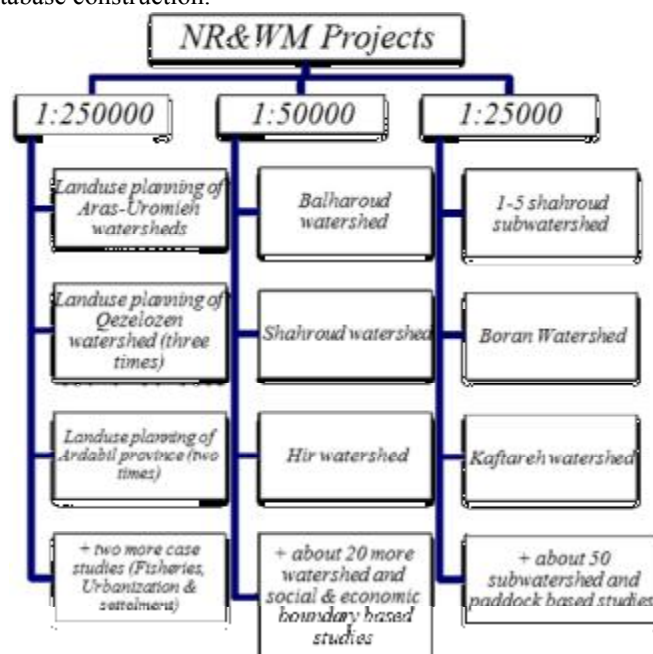 tabase construction.
NR&WM Projects
1:250000
1:50000
1:25000
Landuse planning of
Aras-Uromieh
watersheds
Balharoud
watershed
1-5 shahroud
subwatershed
Landuse planning of
Qezelozen
watershed (three
times)
Shahroud watershed
Boran Watershed
Landuse planning of
Ardabil province (two
times)
Hir watershed
Kaftareh watershed
+ two more case
studies (Fisheries,
Urbanization &
settelment)
+ about 20 more
watershed and
social & economic
boundary based
studies
+ about 50
subwatershed and
paddock based studies